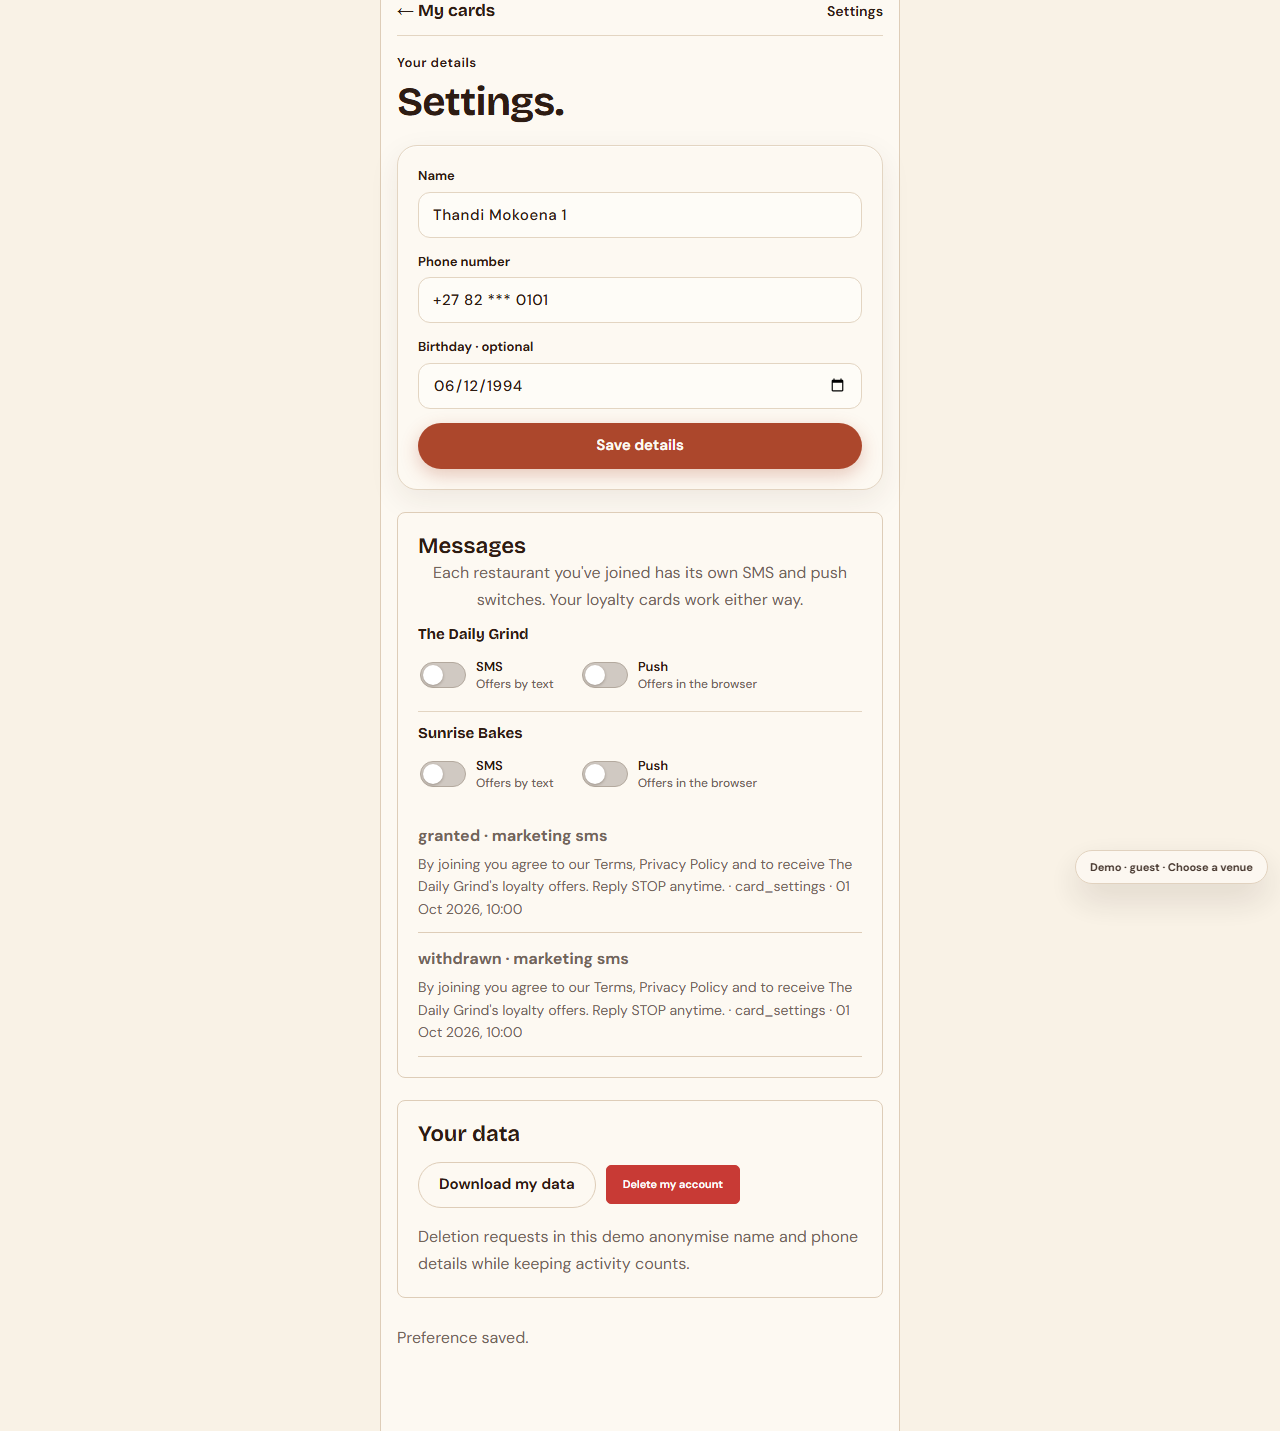 ← My cards
Settings
Your details
Settings.
Name
Thandi Mokoena 1
Phone number
+27 82 *** 0101
Birthday · optional
06/12/1994
Save details
Messages
Each restaurant you've joined has its own SMS and push
switches. Your loyalty cards work either way.
The Daily Grind
SMS
Offers by text
Push
Offers in the browser
Sunrise Bakes
SMS
Offers by text
Push
Offers in the browser
granted · marketing sms
By joining you agree to our Terms, Privacy Policy and to receive The
Daily Grind's loyalty offers. Reply STOP anytime. · card_settings · 01
Oct 2026, 10:00
withdrawn · marketing sms
By joining you agree to our Terms, Privacy Policy and to receive The
Daily Grind's loyalty offers. Reply STOP anytime. · card_settings · 01
Oct 2026, 10:00
Demo · guest · Choose a venue
Your data
Download my data
Delete my account
Deletion requests in this demo anonymise name and phone
details while keeping activity counts.
Preference saved.